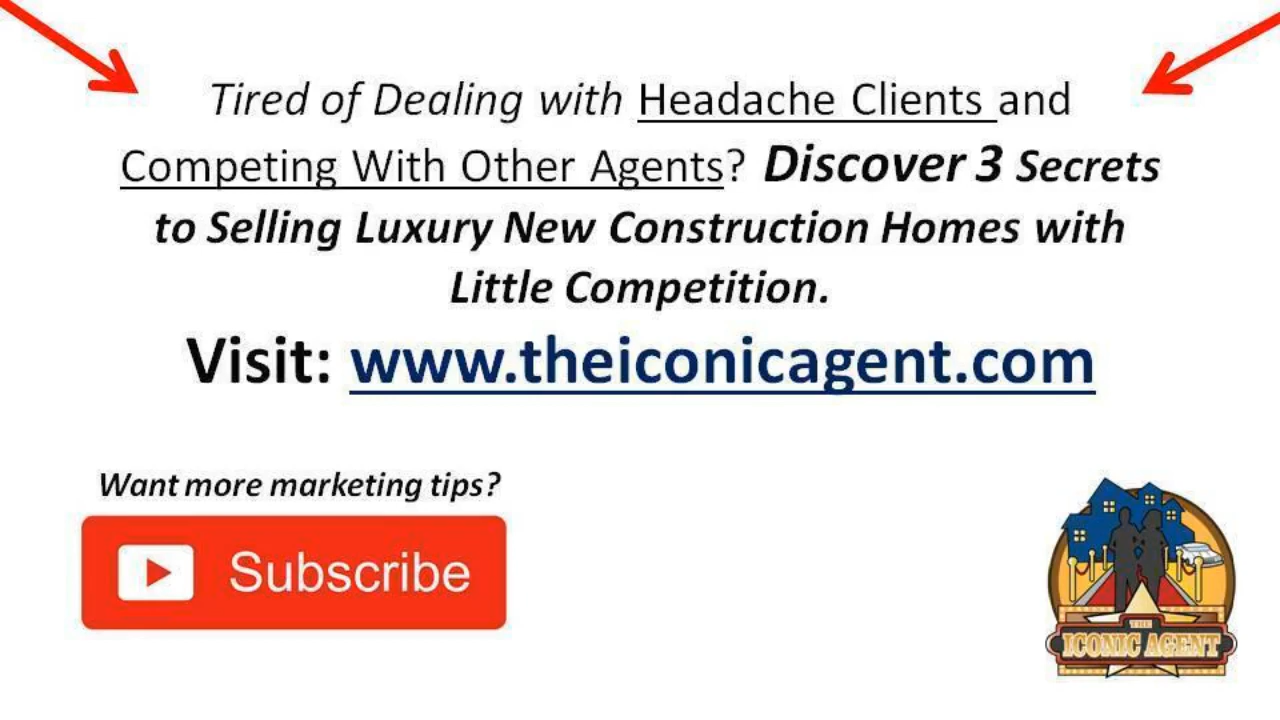 Tired of Dealing with Headache Clients and
Competing With Other Agents? Discover 3 Secrets
to Selling Luxury New Construction Homes with
Little Competition.
Visit: www.theiconicagent.com
Want more marketing tips?
Subscribe
THE
ICONIC AGENT